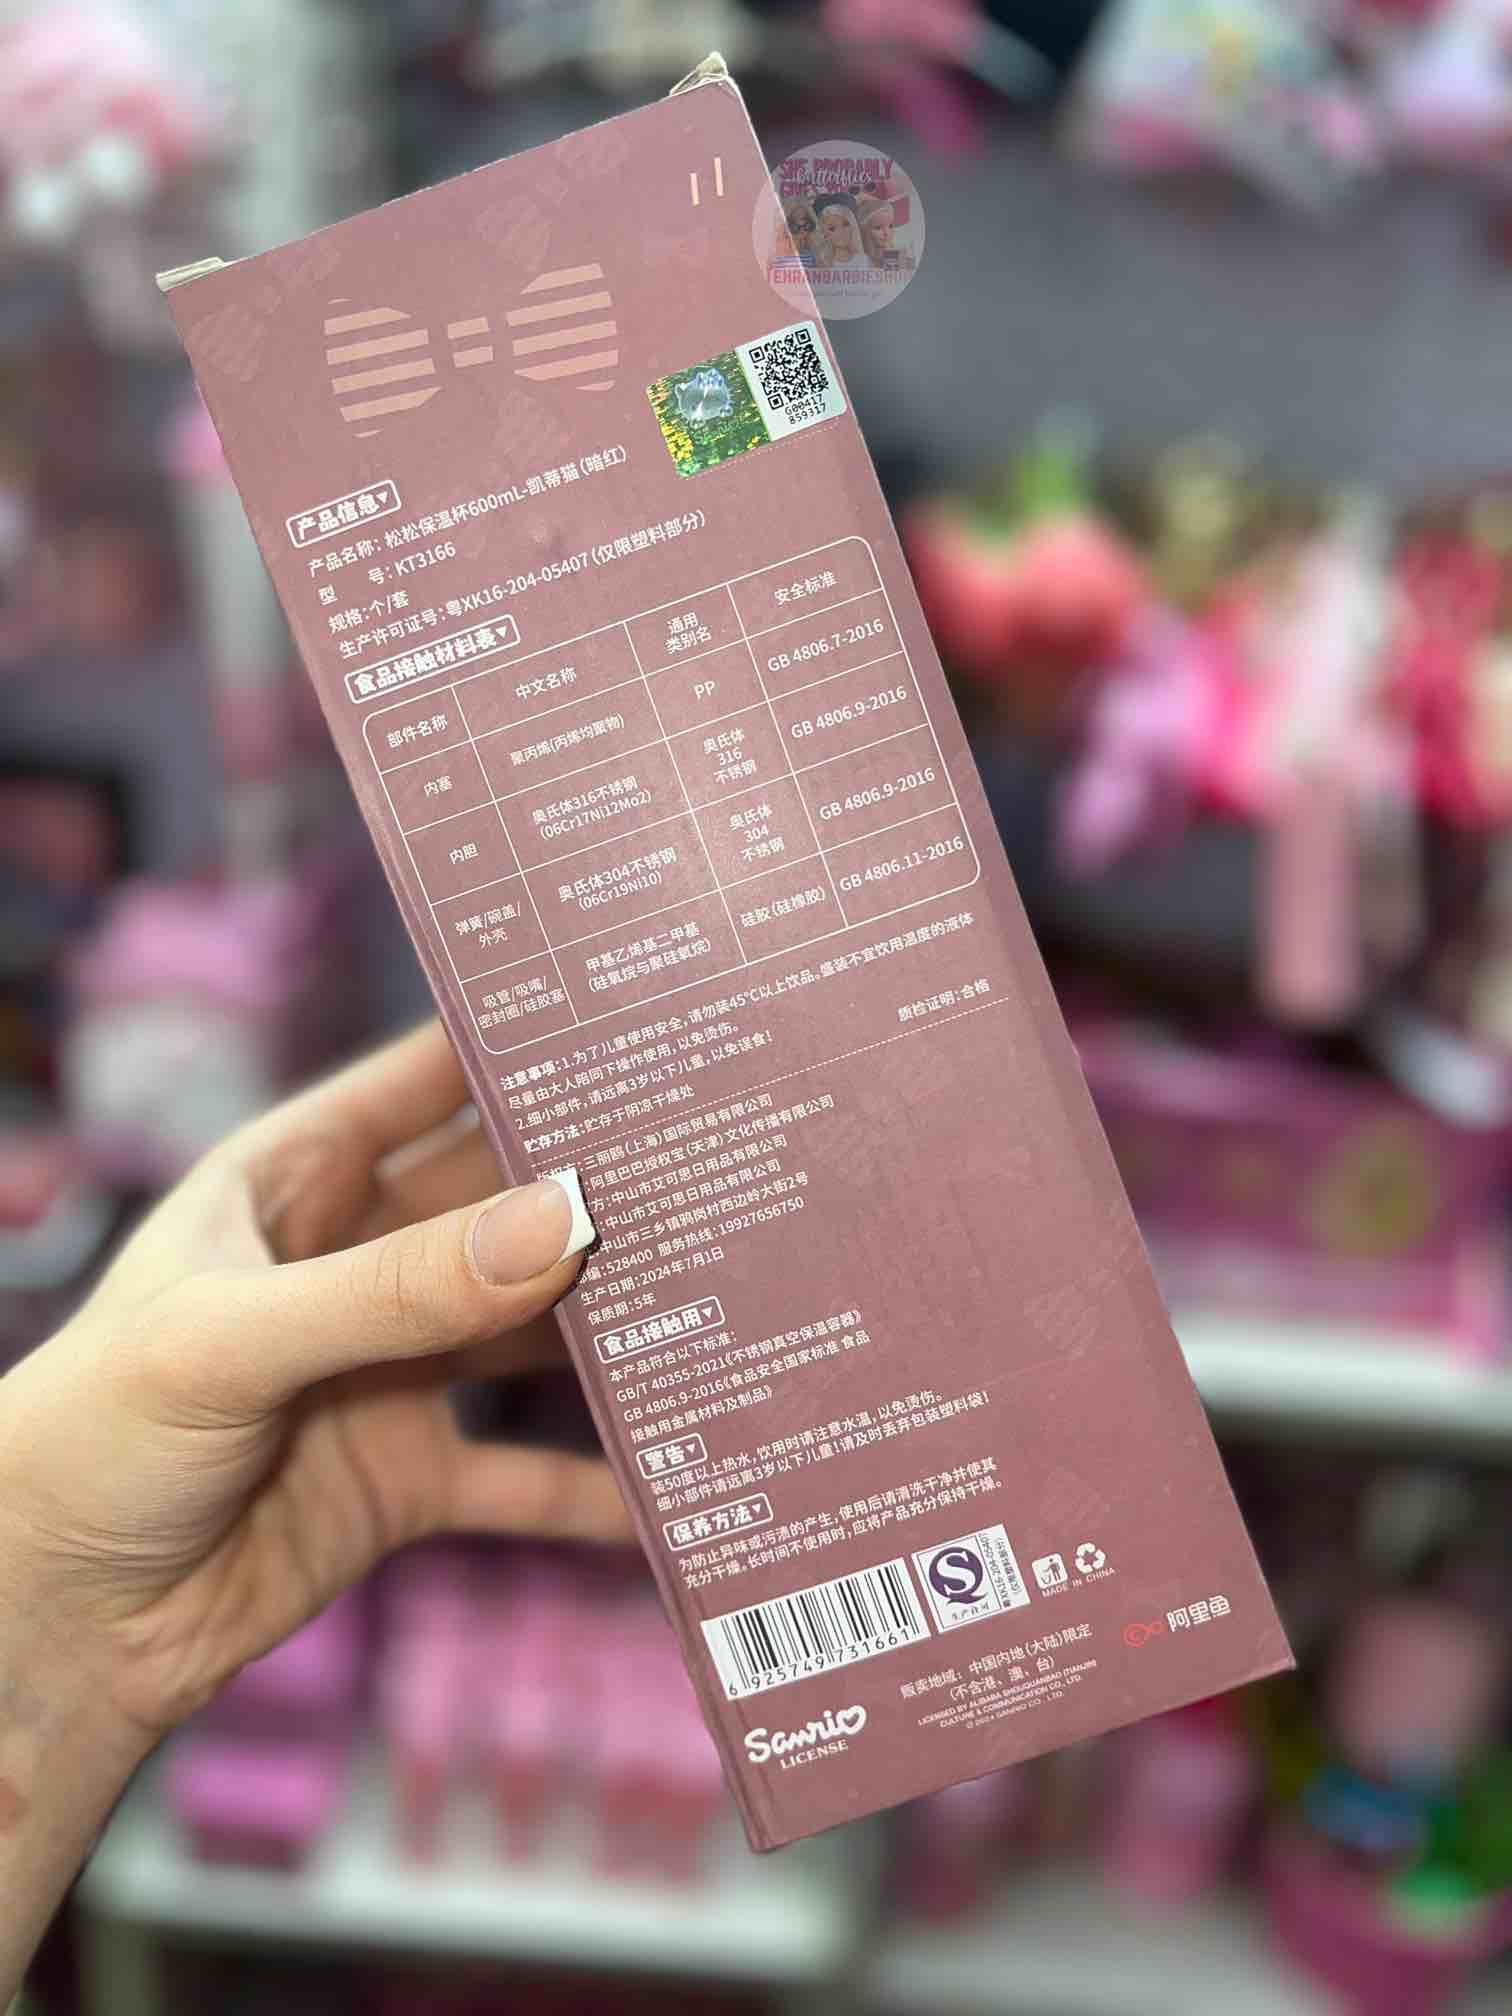 SHE PROBABLY
butterflies
TEHRANBARBIESHOP
G00417
859317
产品信息
产品名称：松松保温杯600mL-凯蒂猫（暗红）
型 号：KT3166
规格：个/套
生产许可证号：粤XK16-204-05407（仅限塑料部分）
食品接触材料表
部件名称 中文名称 通用类别名 安全标准
内塞 聚丙烯(丙烯均聚物) PP GB 4806.7-2016
内胆 奥氏体316不锈钢（06Cr17Ni12Mo2） 奥氏体316不锈钢 GB 4806.9-2016
弹簧/碗盖/外壳 奥氏体304不锈钢（06Cr19Ni10） 奥氏体304不锈钢 GB 4806.9-2016
吸管/吸嘴/密封圈/硅胶塞 甲基乙烯基二甲基（硅氧烷与聚硅氧烷） 硅胶（硅橡胶） GB 4806.11-2016
注意事项：1.为了儿童使用安全，请勿装45°C以上饮品。盛装不宜饮用温度的液体
尽量由大人陪同下操作使用，以免烫伤。
2.细小部件，请远离3岁以下儿童，以免误食！
贮存方法：贮存于阴凉干燥处
质检证明：合格
三丽鸥（上海）国际贸易有限公司
：阿里巴巴授权宝（天津）文化传播有限公司
方：中山市艾可思日用品有限公司
：中山市艾可思日用品有限公司
中山市三乡镇鸦岗村西边岭大街2号
编：528400 服务热线：19927656750
生产日期：2024年7月1日
保质期：5年
食品接触用
本产品符合以下标准：
GB/T 40355-2021《不锈钢真空保温容器》
GB 4806.9-2016《食品安全国家标准 食品
接触用金属材料及制品》
警告
装50度以上热水，饮用时请注意水温，以免烫伤。
细小部件请远离3岁以下儿童！请及时丢弃包装塑料袋！
保养方法
为防止异味或污渍的产生，使用后请清洗干净并使其
充分干燥。长时间不使用时，应将产品充分保持干燥。
6 925749 731661
生产许可
XK16-204-05407
（仅限塑料部分）
MADE IN CHINA
阿里鱼
贩卖地域：中国内地（大陆）限定
（不含港、澳、台）
LICENSED BY ALIBABA SHOUQUANBAO (TIANJIN)
CULTURE & COMMUNICATION CO., LTD.
© 2024 SANRIO CO., LTD.
Sanrio
LICENSE